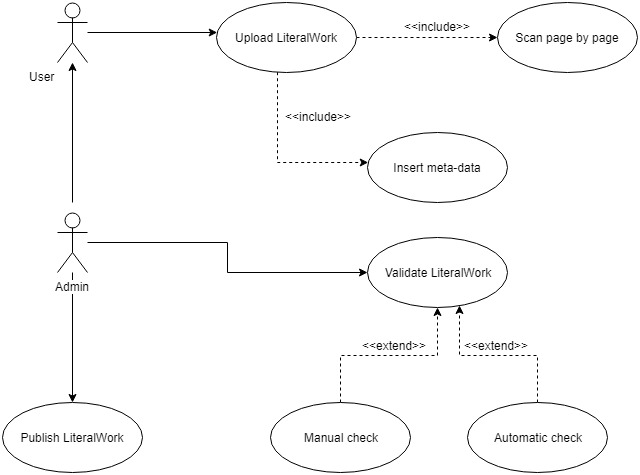 <<include>>
Upload LiteralWork
Scan page by page
User
<<include>>
Insert meta-data
Admin
Validate LiteralWork
<<extend>>
<<extend>>
Publish LiteralWork
Manual check
Automatic check